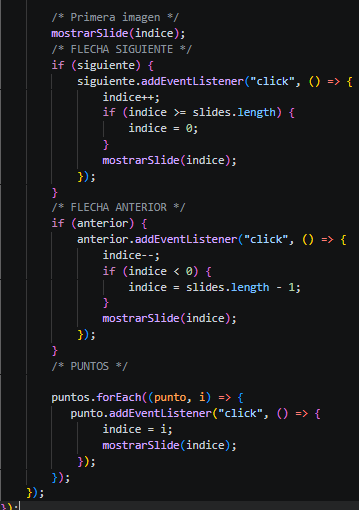 /* Primera imagen */
mostrarSlide(indice);
/* FLECHA SIGUIENTE */
if (siguiente) {
siguiente.addEventListener("click", () => {
indice++;
if (indice >= slides.length) {
indice = 0;
}
mostrarSlide(indice);
});
}
/* FLECHA ANTERIOR */
if (anterior) {
anterior.addEventListener("click", () => {
indice--;
if (indice < 0) {
indice = slides.length - 1;
}
mostrarSlide(indice);
});
}
/* PUNTOS */
puntos.forEach((punto, i) => {
punto.addEventListener("click", () => {
indice = i;
mostrarSlide(indice);
});
});
});
});